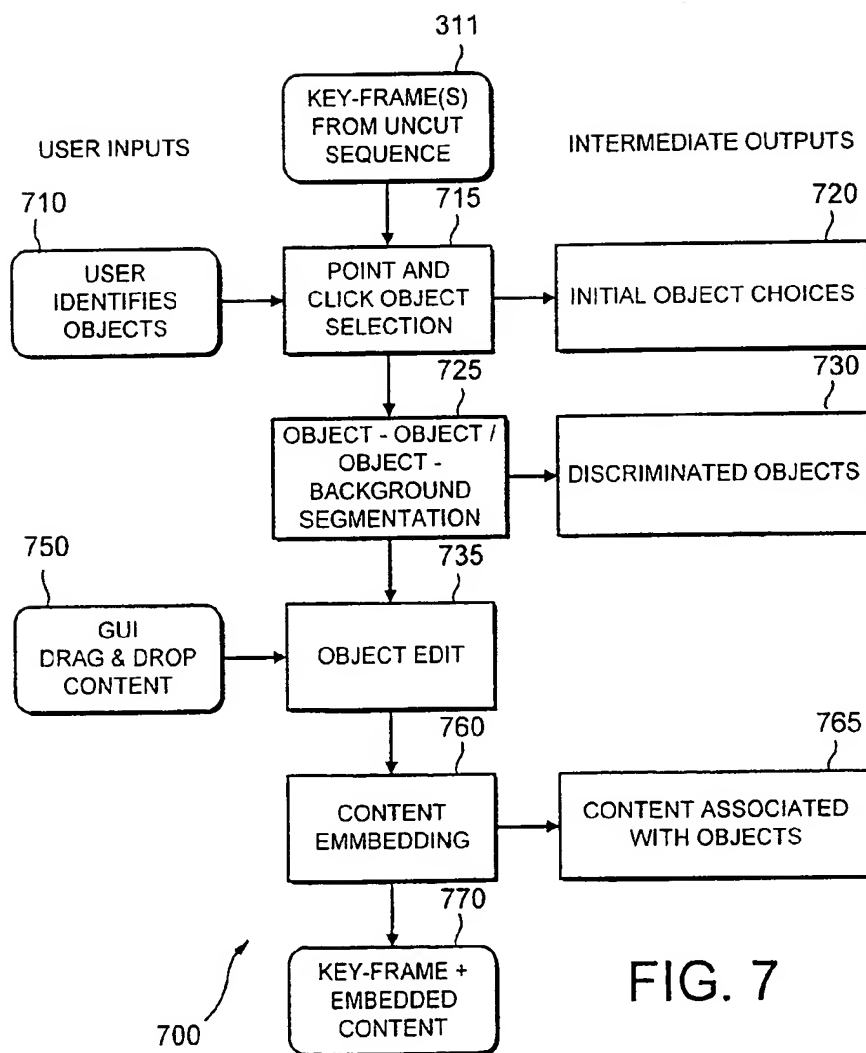 311
KEY-FRAME(S)
FROM UNCUT
SEQUENCE
USER INPUTS
INTERMEDIATE OUTPUTS
710
715
720
USER
IDENTIFIES
OBJECTS
POINT AND
CLICK OBJECT
SELECTION
INITIAL OBJECT CHOICES
725
730
OBJECT - OBJECT /
OBJECT -
BACKGROUND
SEGMENTATION
DISCRIMINATED OBJECTS
750
735
GUI
DRAG & DROP
CONTENT
OBJECT EDIT
760
765
CONTENT
EMMBEDDING
CONTENT ASSOCIATED
WITH OBJECTS
770
KEY-FRAME +
EMBEDDED
CONTENT
700
FIG. 7